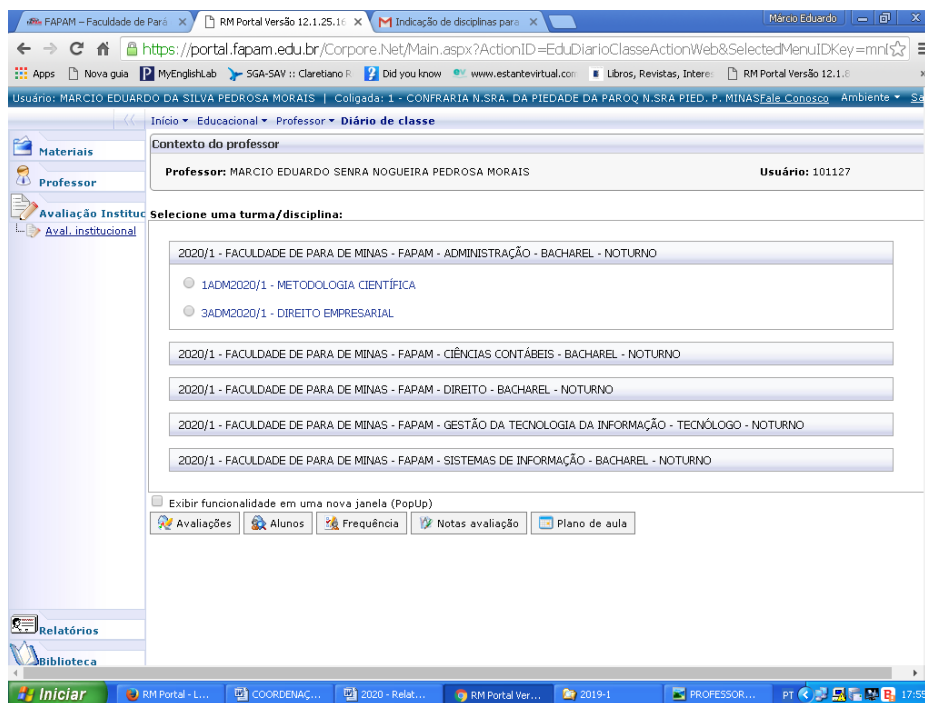 FAPAM – Faculdade de Pará
RM Portal Versão 12.1.25.16
Indicação de disciplinas para
Márcio Eduardo
https://portal.fapam.edu.br/Corpore.Net/Main.aspx?ActionID=EduDiarioClasseActionWeb&SelectedMenuIDKey=mnl
Apps
Nova guia
MyEnglishLab
SGA-SAV :: Claretiano R
Did you know
www.estantevirtual.com
Libros, Revistas, Interes
RM Portal Versão 12.1.8
Usuário: MARCIO EDUARDO DA SILVA PEDROSA MORAIS | Coligada: 1 - CONFRARIA N.SRA. DA PIEDADE DA PAROQ N.SRA PIED. P. MINAS
Fale Conosco
Ambiente
Sa
Início
Educacional
Professor
Diário de classe
Materiais
Professor
Avaliação Instituc
Aval. institucional
Contexto do professor
Professor: MARCIO EDUARDO SENRA NOGUEIRA PEDROSA MORAIS
Usuário: 101127
Selecione uma turma/disciplina:
2020/1 - FACULDADE DE PARA DE MINAS - FAPAM - ADMINISTRAÇÃO - BACHAREL - NOTURNO
1ADM2020/1 - METODOLOGIA CIENTÍFICA
3ADM2020/1 - DIREITO EMPRESARIAL
2020/1 - FACULDADE DE PARA DE MINAS - FAPAM - CIÊNCIAS CONTÁBEIS - BACHAREL - NOTURNO
2020/1 - FACULDADE DE PARA DE MINAS - FAPAM - DIREITO - BACHAREL - NOTURNO
2020/1 - FACULDADE DE PARA DE MINAS - FAPAM - GESTÃO DA TECNOLOGIA DA INFORMAÇÃO - TECNÓLOGO - NOTURNO
2020/1 - FACULDADE DE PARA DE MINAS - FAPAM - SISTEMAS DE INFORMAÇÃO - BACHAREL - NOTURNO
Exibir funcionalidade em uma nova janela (PopUp)
Avaliações
Alunos
Frequência
Notas avaliação
Plano de aula
Relatórios
Biblioteca
Iniciar
RM Portal - L...
COORDENAÇ...
2020 - Relat...
RM Portal Ver...
2019-1
PROFESSOR...
PT
17:55